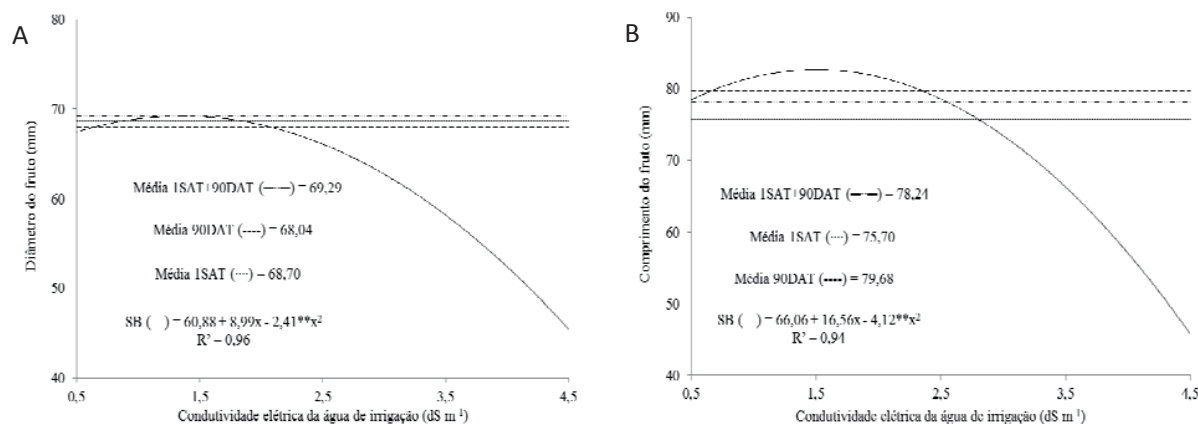 A
80
70
60
50
40
Diâmetro do fruto (mm)
Média 1SAT+90DAT (—·—) = 69,29
Média 90DAT (----) = 68,04
Média 1SAT (····) = 68,70
SB ( ) = 60,88 + 8,99x - 2,41**x²
R² = 0,96
0,5 1,5 2,5 3,5 4,5
Condutividade elétrica da água de irrigação (dS m⁻¹)
B
90
80
70
60
50
40
Comprimento do fruto (mm)
Média 1SAT+90DAT (—·—) = 78,24
Média 1SAT (····) = 75,70
Média 90DAT (----) = 79,68
SB ( ) = 66,06 + 16,56x - 4,12**x²
R² = 0,94
0,5 1,5 2,5 3,5 4,5
Condutividade elétrica da água de irrigação (dS m⁻¹)